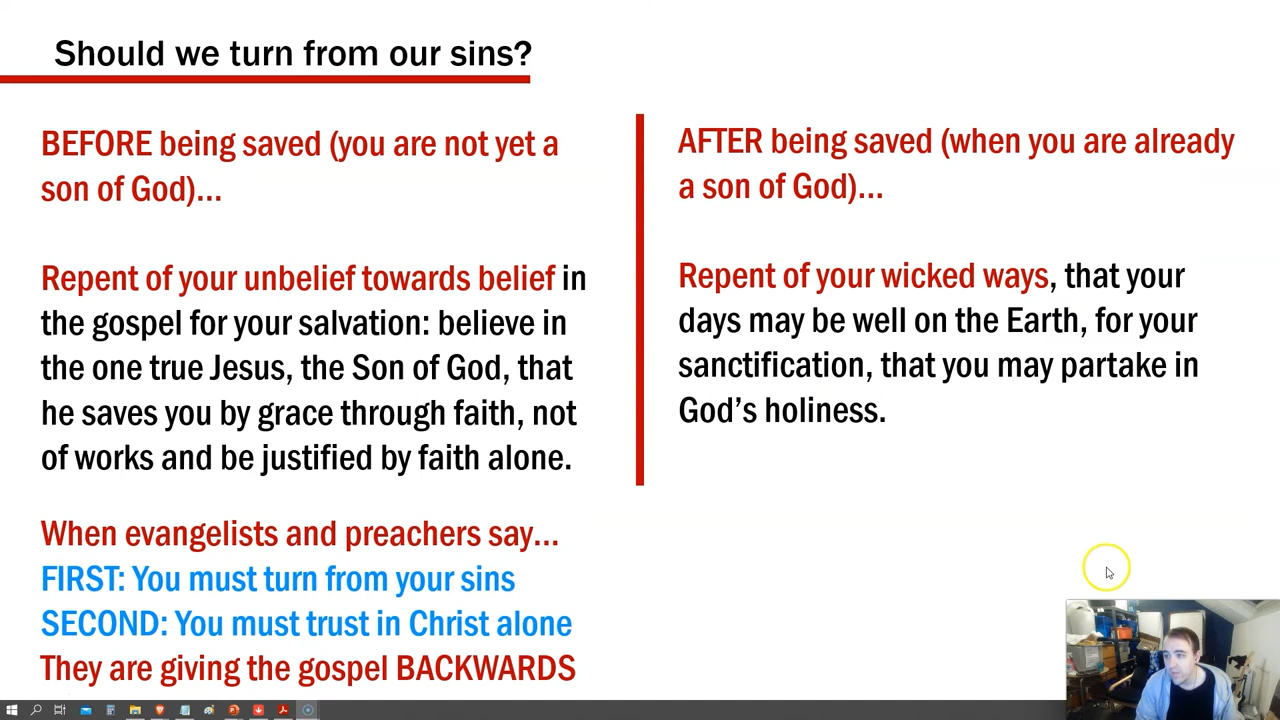 Should we turn from our sins?
BEFORE being saved (you are not yet a
son of God)...
Repent of your unbelief towards belief in
the gospel for your salvation: believe in
the one true Jesus, the Son of God, that
he saves you by grace through faith, not
of works and be justified by faith alone.
When evangelists and preachers say...
FIRST: You must turn from your sins
SECOND: You must trust in Christ alone
They are giving the gospel BACKWARDS
AFTER being saved (when you are already
a son of God)...
Repent of your wicked ways, that your
days may be well on the Earth, for your
sanctification, that you may partake in
God's holiness.